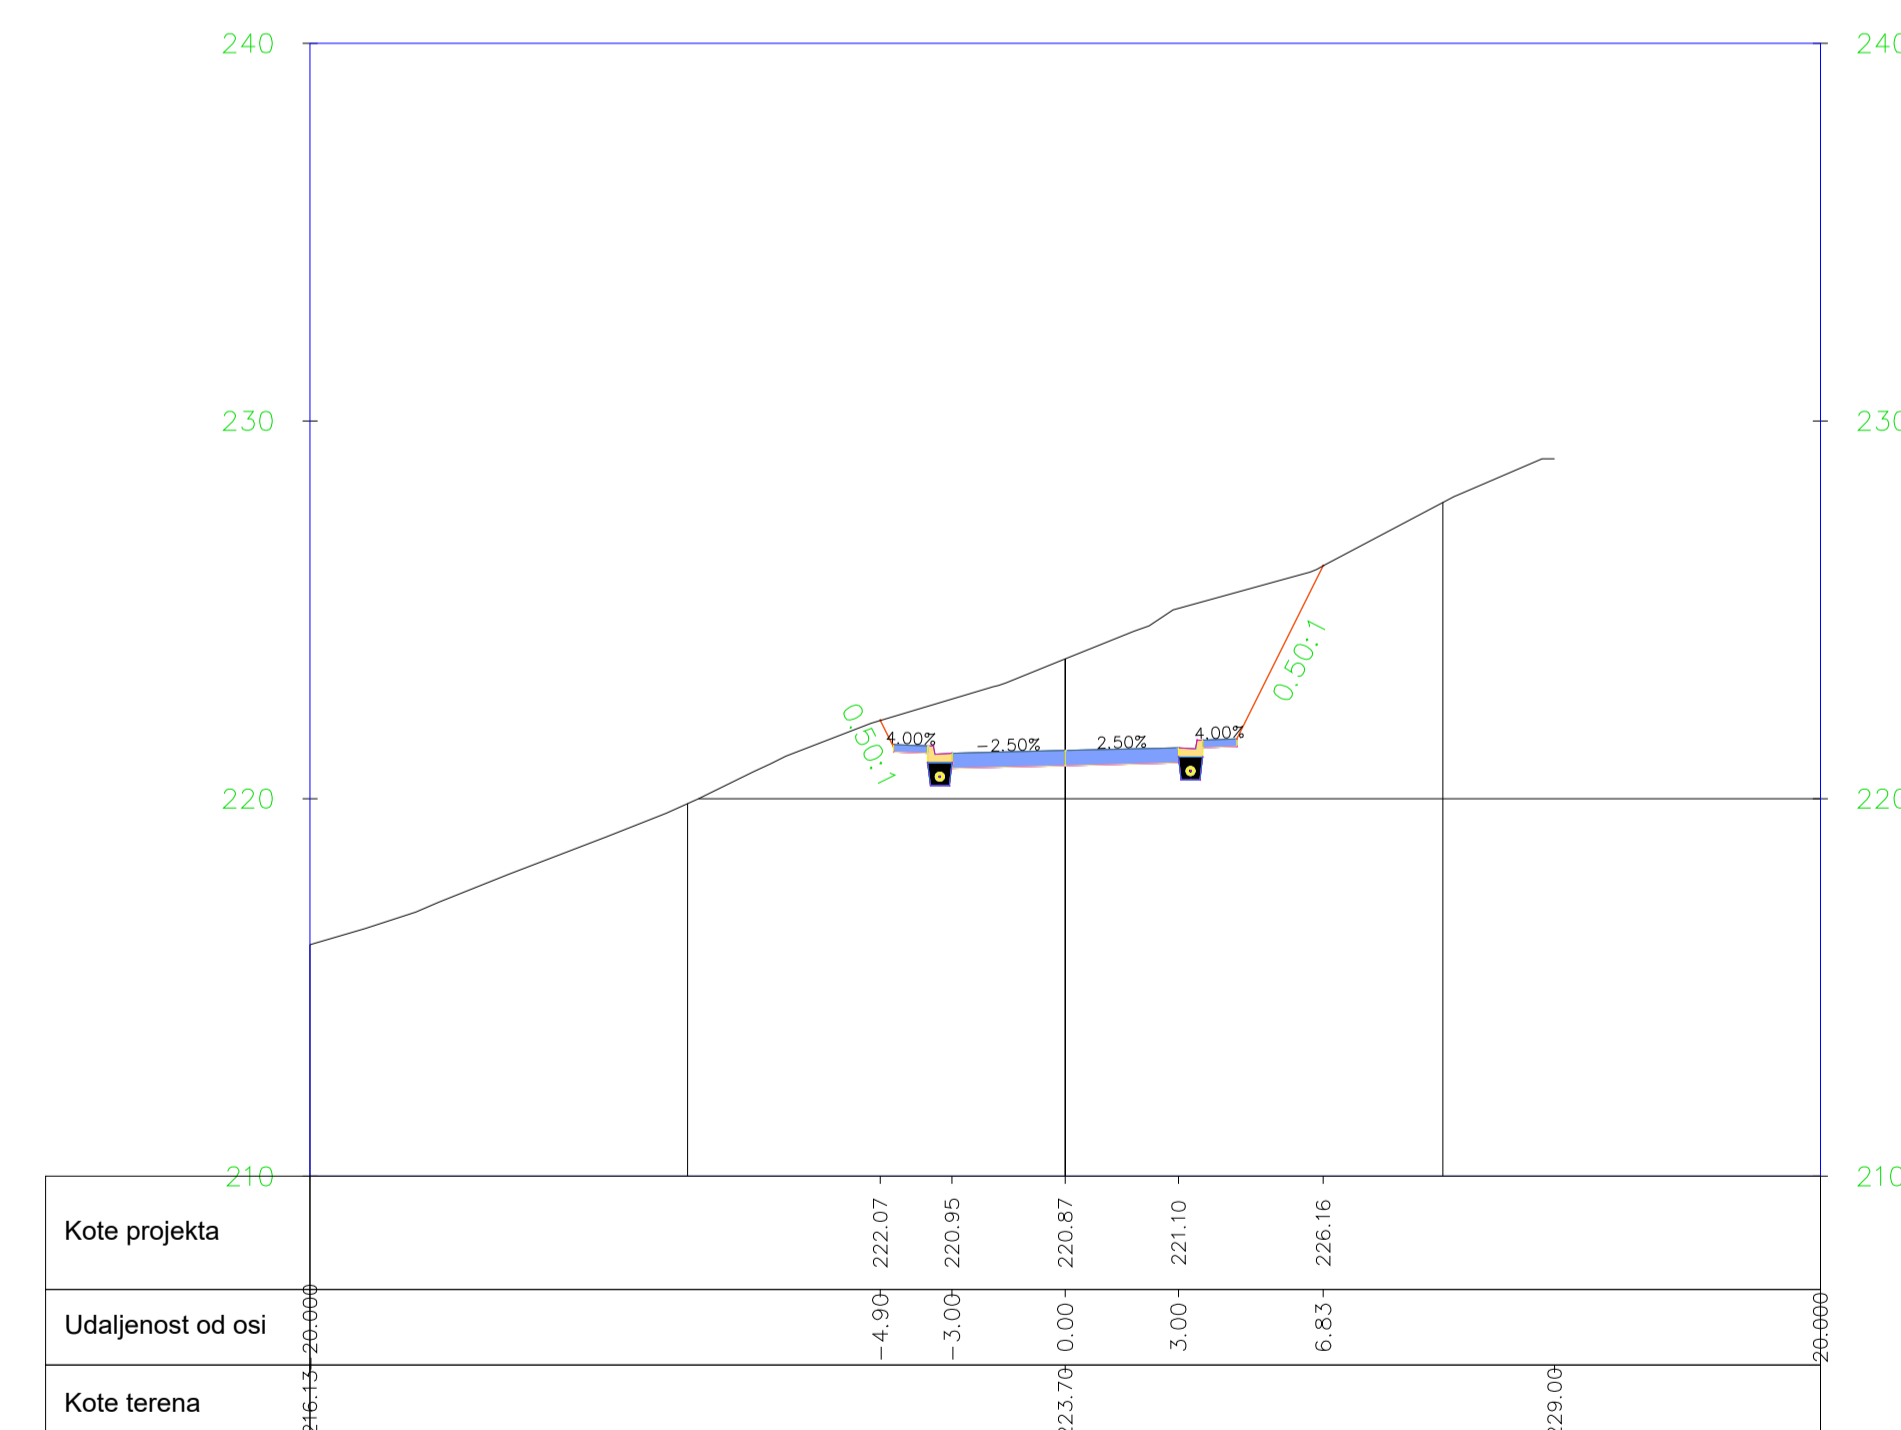 240 240
230 230
0.50:1
0.50:1
4.00% -2.50% 2.50% 4.00%
220 220
210 210
Kote projekta 222.07 220.95 220.87 221.10 226.16
Udaljenost od osi -20.000 -4.90 -3.00 0.00 3.00 6.83 20.000
Kote terena 216.13 223.70 229.00